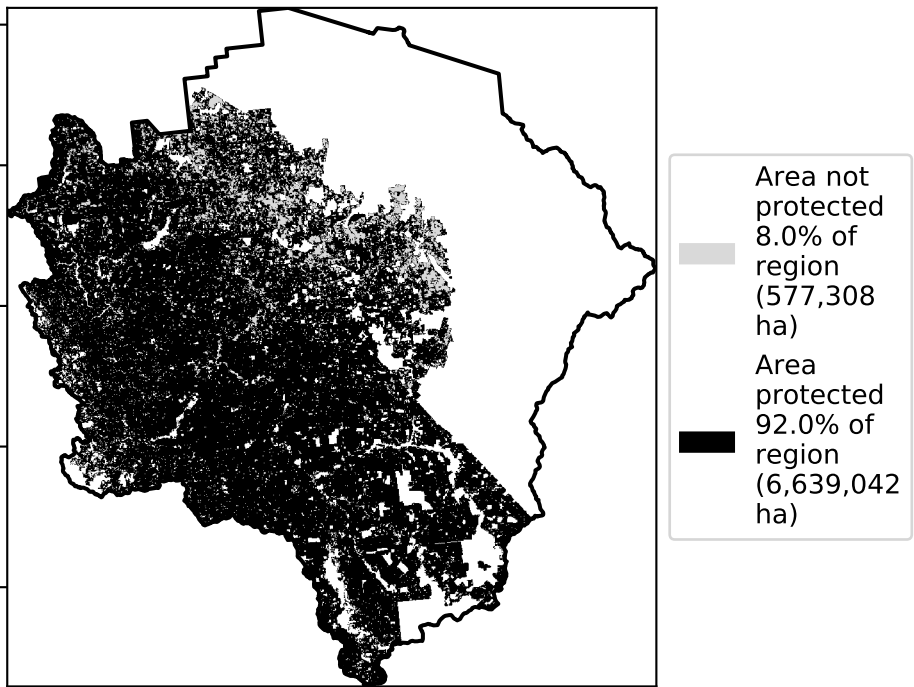 Area not
protected
8.0% of
region
(577,308
ha)
Area
protected
92.0% of
region
(6,639,042
ha)